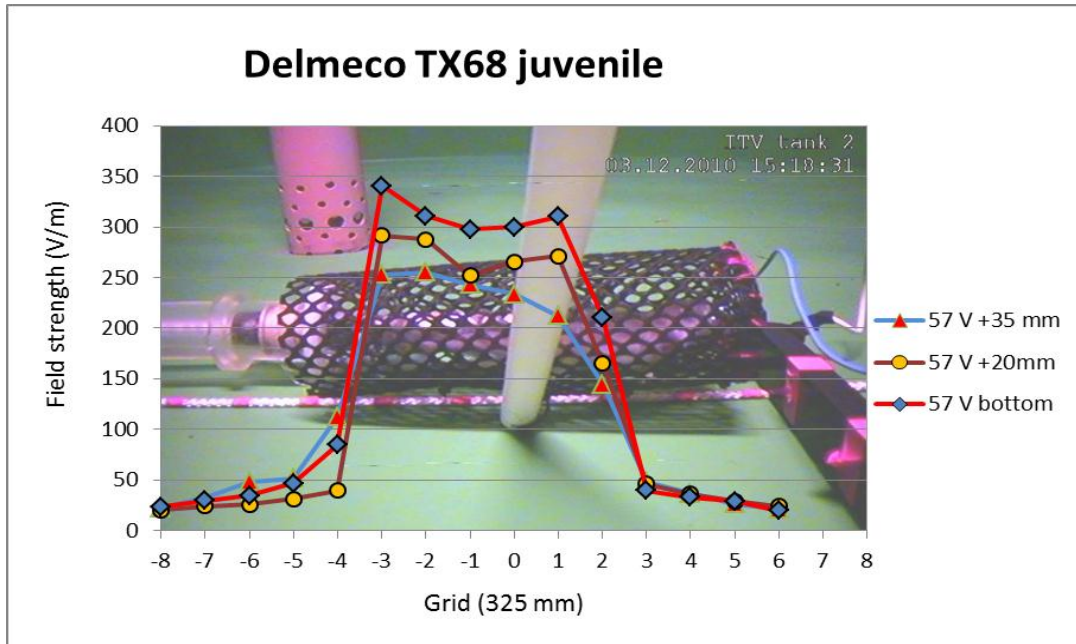 Delmeco TX68 juvenile
ITV tank 2
03.12.2010 15:18:31
400
350
300
250
200
150
100
50
0
Field strength (V/m)
-8 -7 -6 -5 -4 -3 -2 -1 0 1 2 3 4 5 6 7 8
Grid (325 mm)
57 V +35 mm
57 V +20mm
57 V bottom